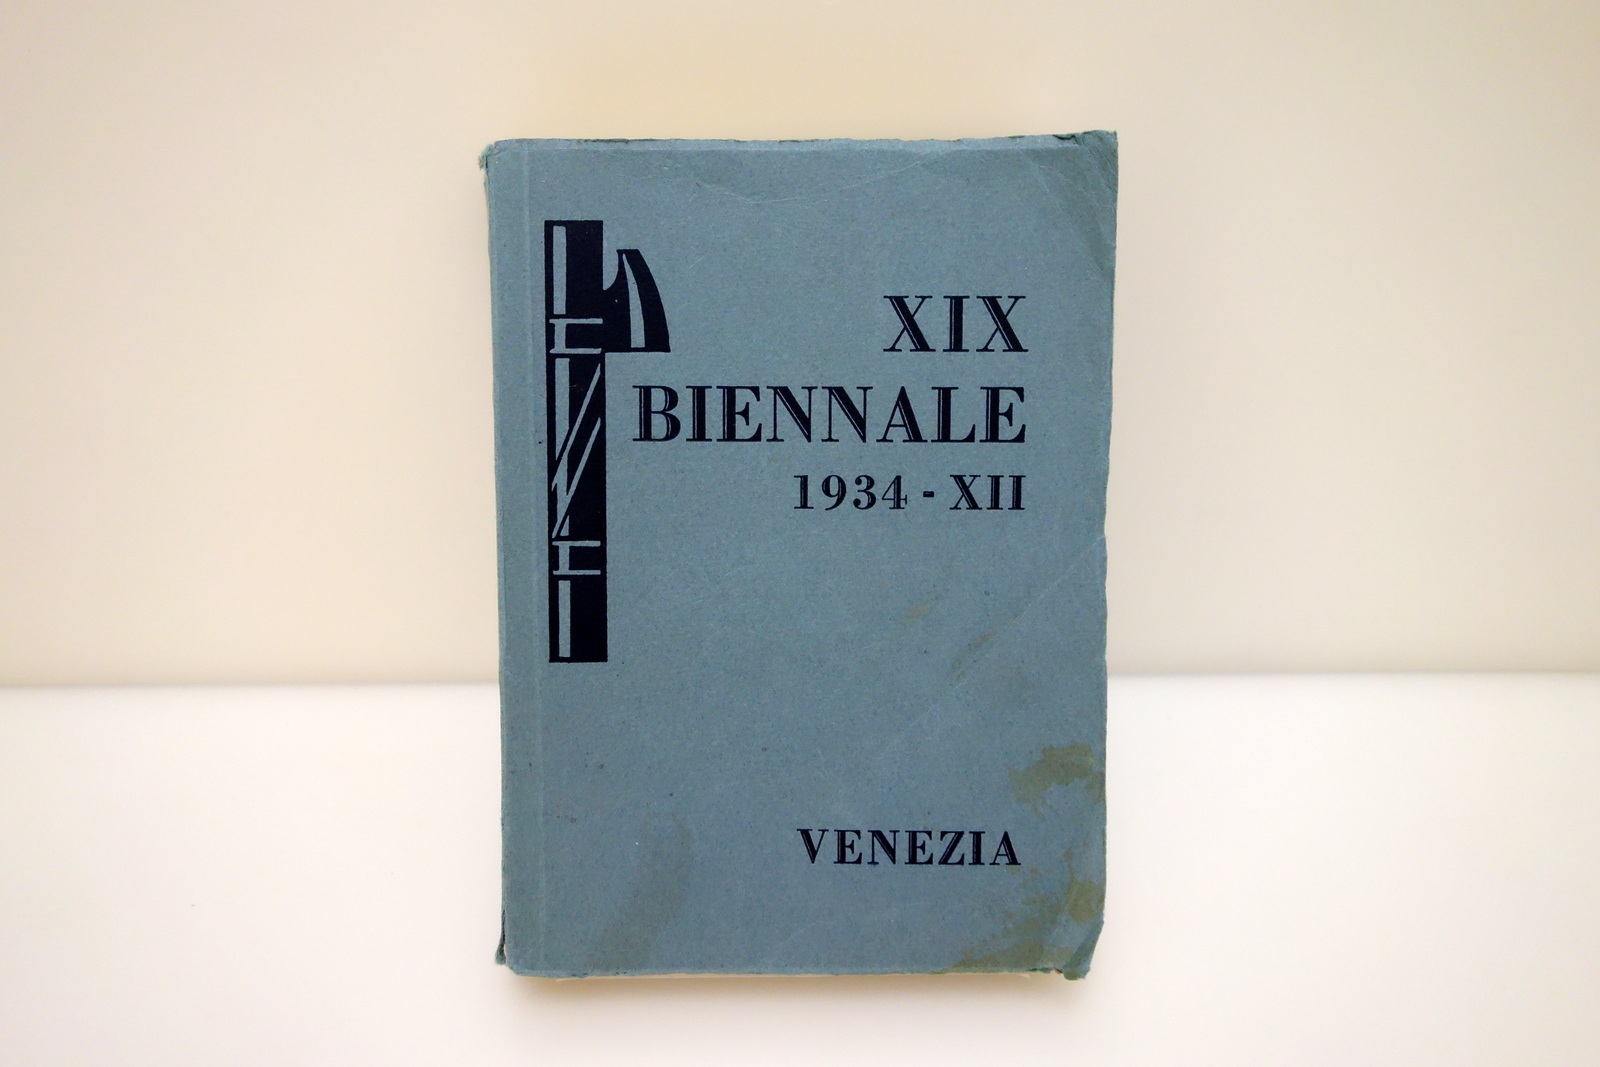 XIX
BIENNALE
1934 - XII
VENEZIA